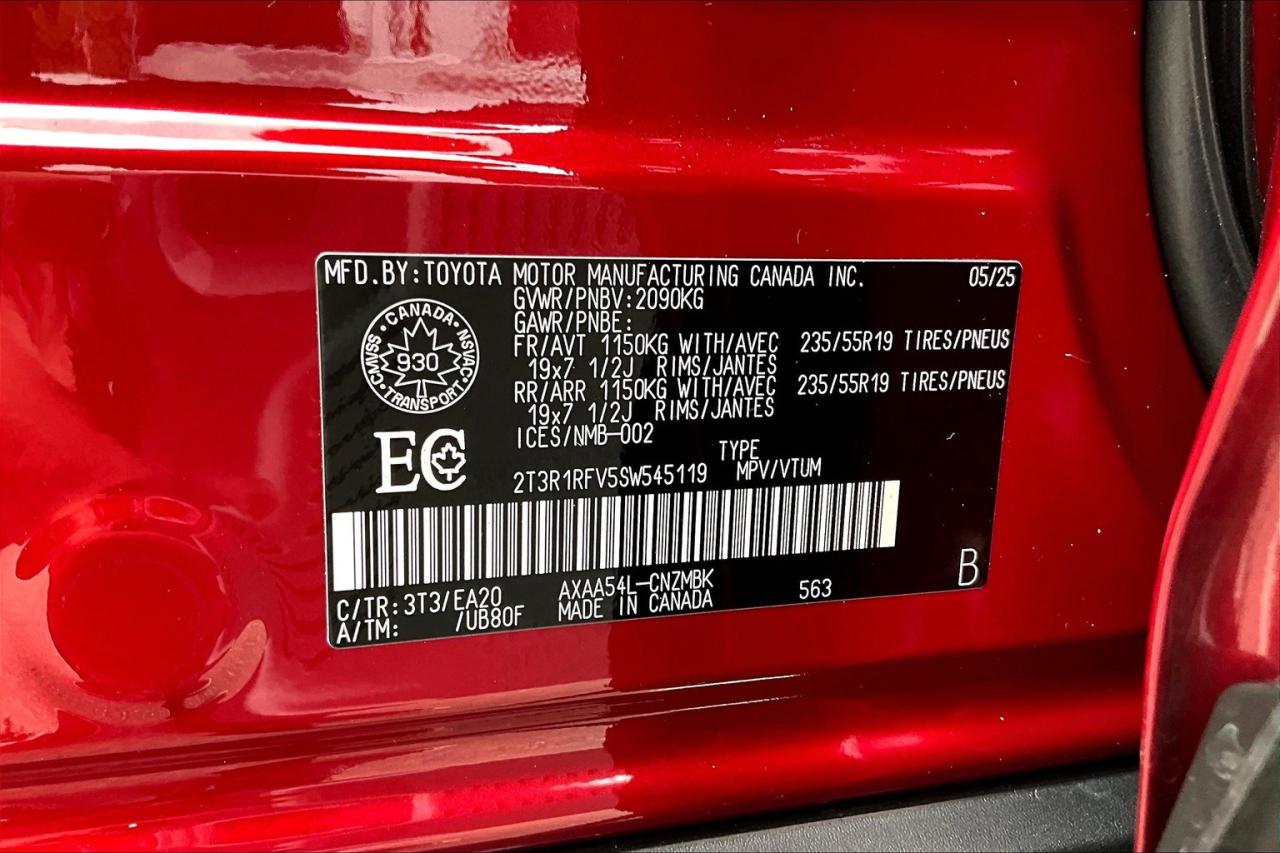 MFD.BY:TOYOTA MOTOR MANUFACTURING CANADA INC. 05/25
GVWR/PNBV:2090KG
GAWR/PNBE:
FR/AVT 1150KG WITH/AVEC 235/55R19 TIRES/PNEUS
19x7 1/2J RIMS/JANTES
RR/ARR 1150KG WITH/AVEC 235/55R19 TIRES/PNEUS
19x7 1/2J RIMS/JANTES
ICES/NMB-002
CANADA NSVAC TRANSPORT CMVSS
930
EC
TYPE
2T3R1RFV5SW545119 MPV/VTUM
C/TR:3T3/EA20 AXAA54L-CNZMBK 563 B
A/TM: /UB80F MADE IN CANADA